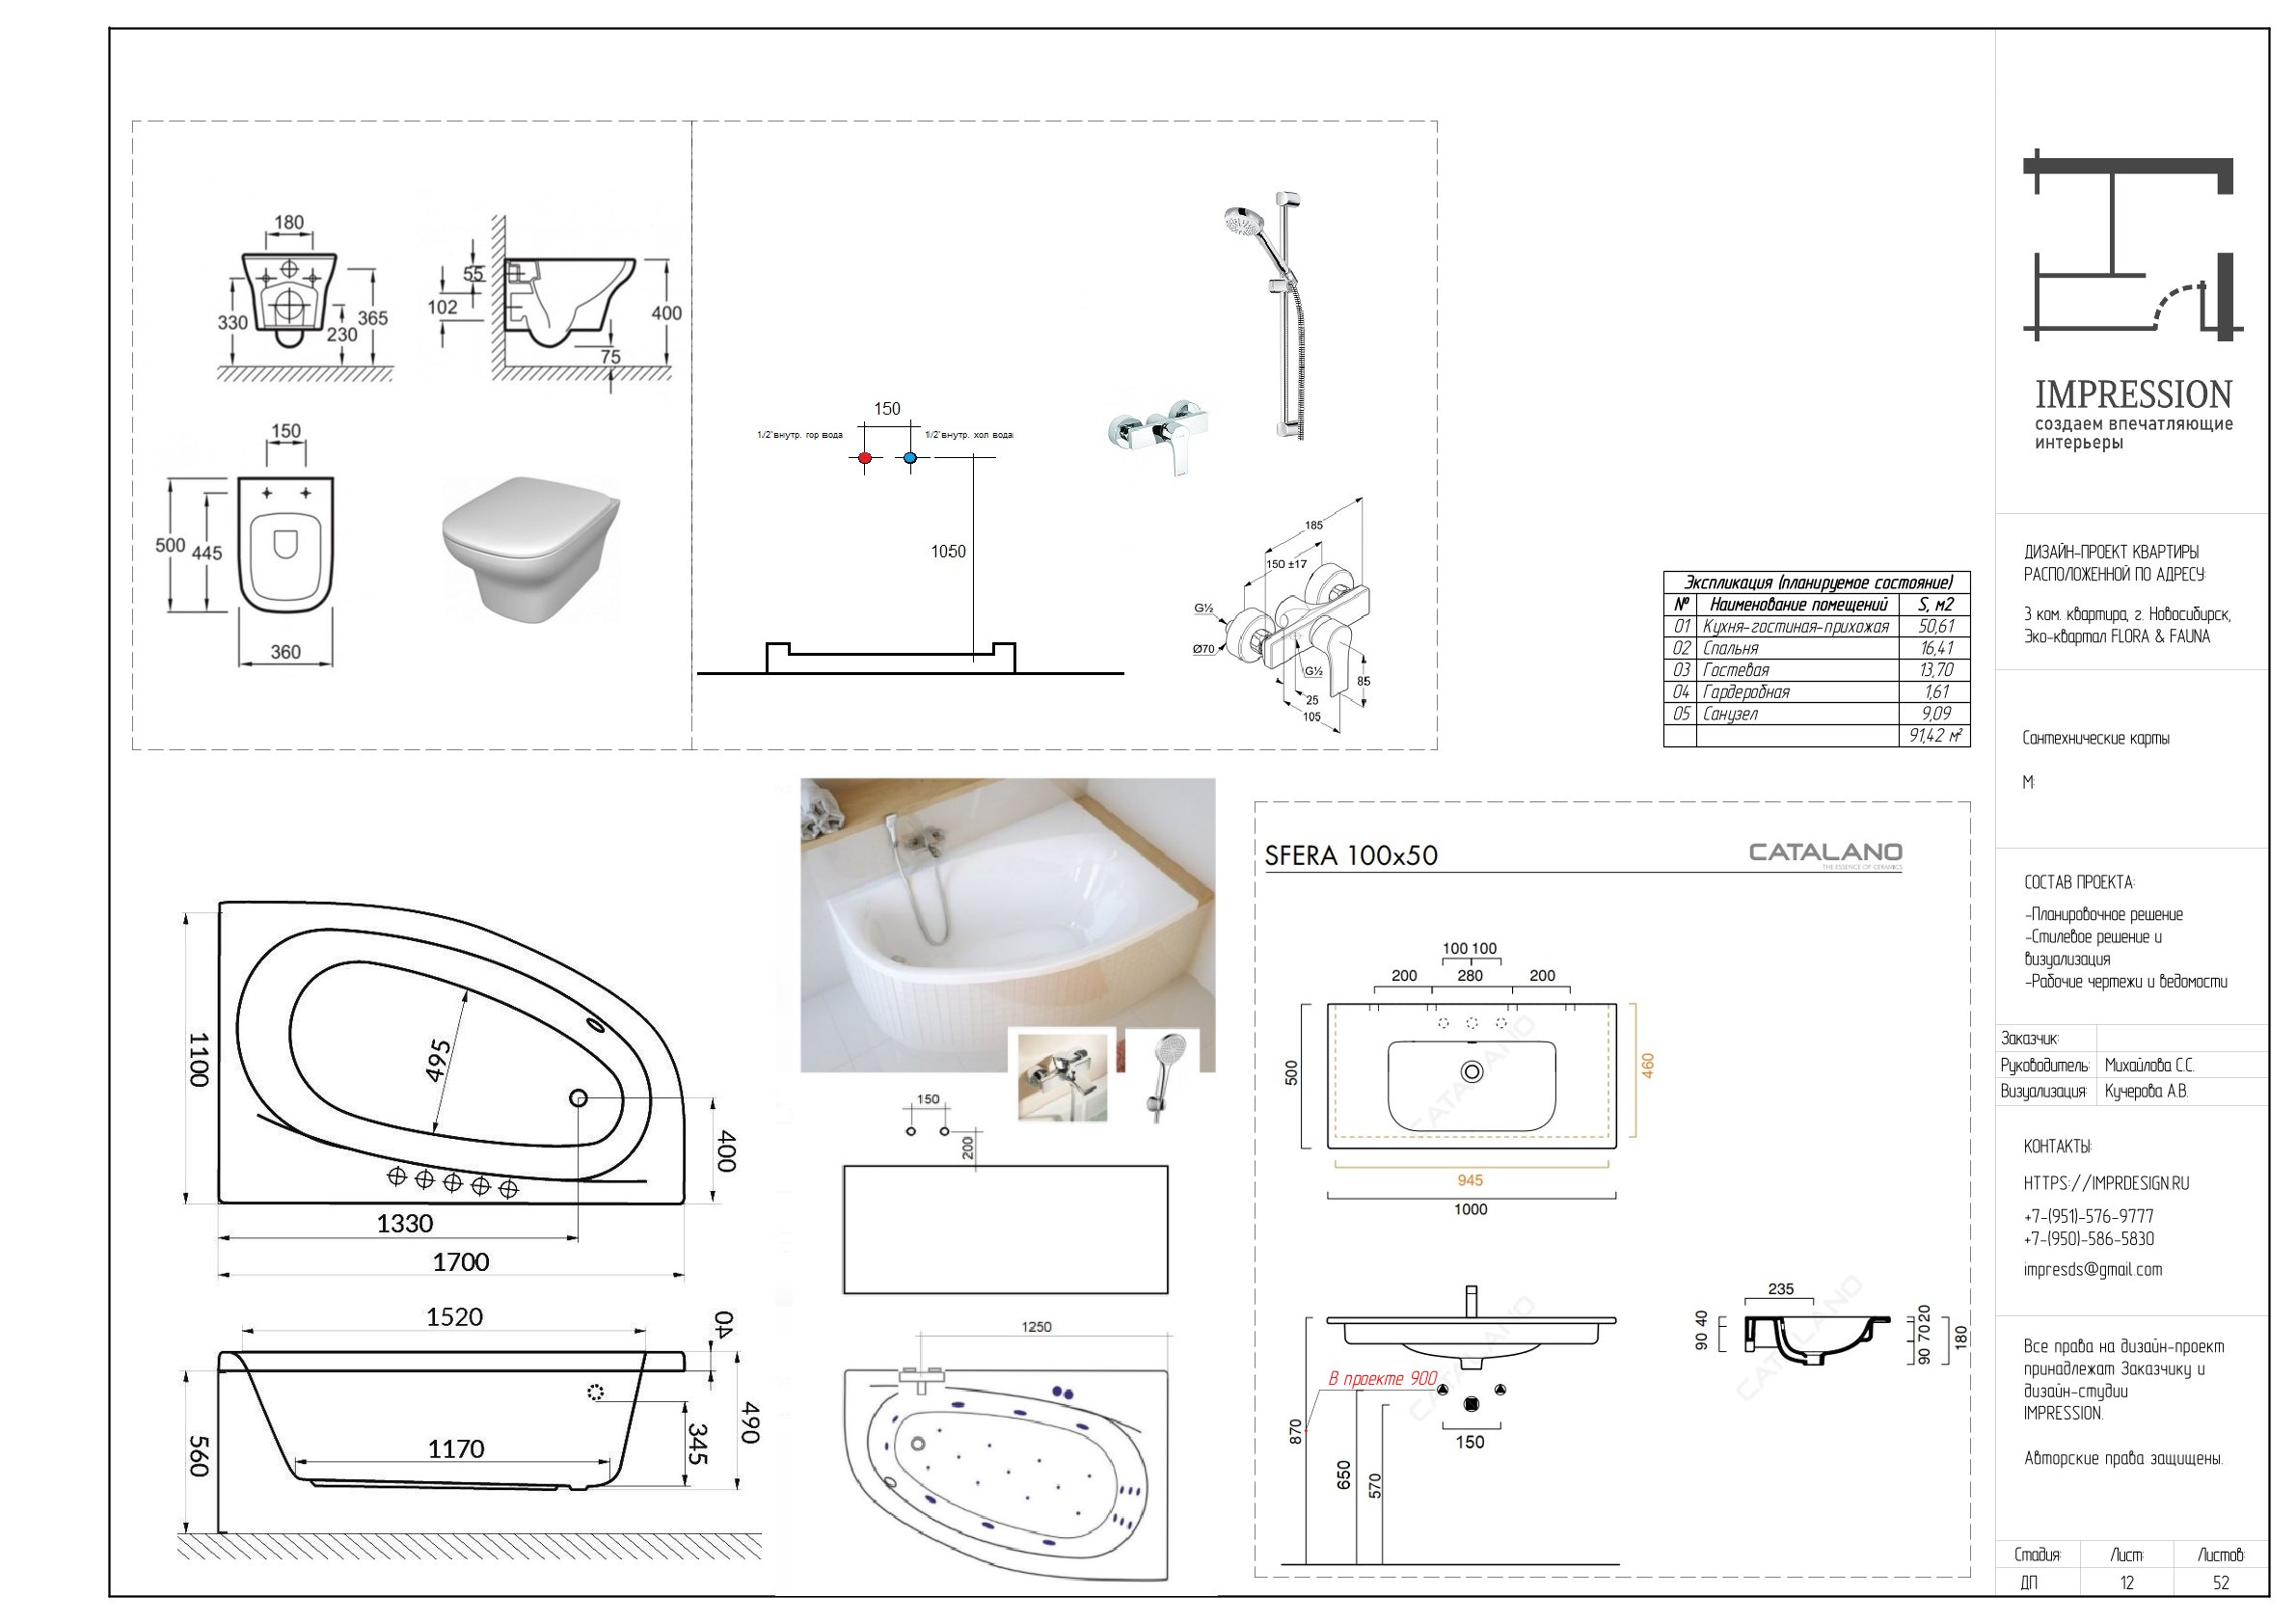 180
330
230
365
55
102
75
400
150
500
445
360
150
1/2"внутр. гор вода
1/2"внутр. хол вода
1050
185
150 ±17
G½
Ø70
G½
25
105
85
Экспликация (планируемое состояние)
№ Наименование помещений S, м2
01 Кухня-гостиная-прихожая 50,61
02 Спальня 16,41
03 Гостевая 13,70
04 Гардеробная 1,61
05 Санузел 9,09
91,42 м²
1100
495
400
1330
1700
1520
40
560
1170
345
490
150
200
1250
SFERA 100x50
CATALANO
THE ESSENCE OF CERAMICS
100 100
200 280 200
500
460
945
1000
CATALANO
В проекте 900
870
650
570
150
CATALANO
235
90 40
90 70 20
180
CATALANO
IMPRESSION
создаем впечатляющие
интерьеры
ДИЗАЙН-ПРОЕКТ КВАРТИРЫ
РАСПОЛОЖЕННОЙ ПО АДРЕСУ:
3 ком. квартира, г. Новосибирск,
Эко-квартал FLORA & FAUNA
Сантехнические карты
М:
СОСТАВ ПРОЕКТА:
-Планировочное решение
-Стилевое решение и
визуализация
-Рабочие чертежи и ведомости
Заказчик:
Руководитель: Михайлова С.С.
Визуализация: Кучерова А.В.
КОНТАКТЫ:
HTTPS://IMPRDESIGN.RU
+7-(951)-576-9777
+7-(950)-586-5830
impresds@gmail.com
Все права на дизайн-проект
принадлежат Заказчику и
дизайн-студии
IMPRESSION.
Авторские права защищены.
Стадия: Лист: Листов:
ДП 12 52